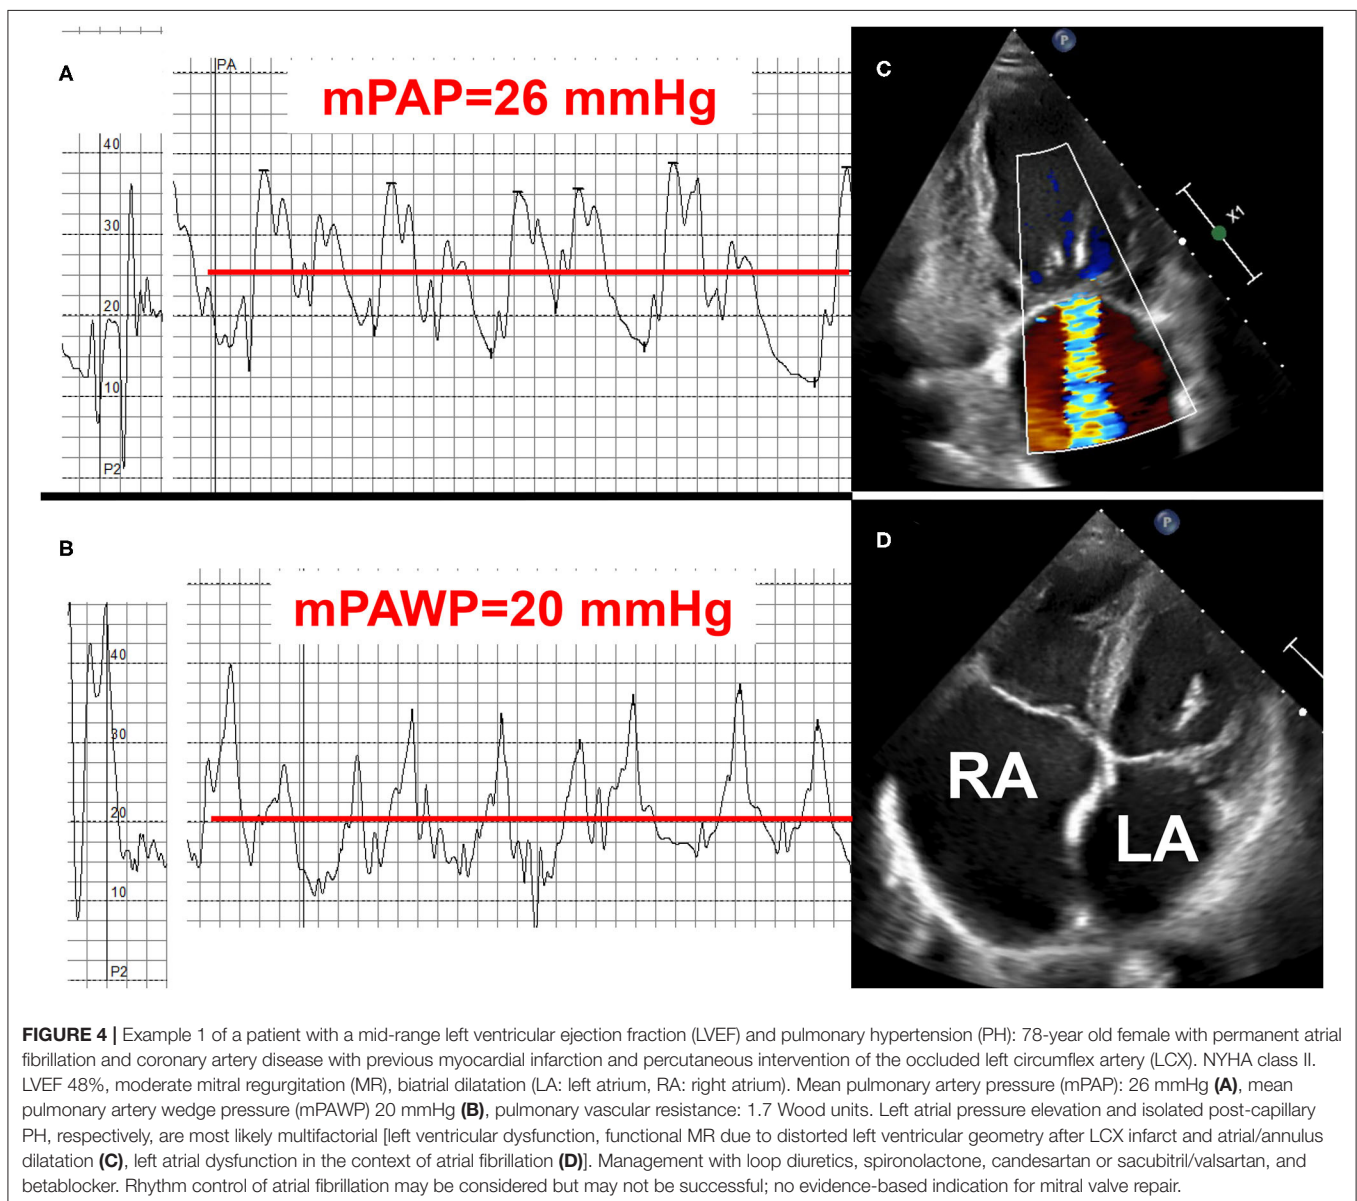 A
PA
mPAP=26 mmHg
40
30
20
10
P2
C
P
X1
B
mPAWP=20 mmHg
40
30
20
10
P2
D
P
RA
LA
FIGURE 4 | Example 1 of a patient with a mid-range left ventricular ejection fraction (LVEF) and pulmonary hypertension (PH): 78-year old female with permanent atrial
fibrillation and coronary artery disease with previous myocardial infarction and percutaneous intervention of the occluded left circumflex artery (LCX). NYHA class II.
LVEF 48%, moderate mitral regurgitation (MR), biatrial dilatation (LA: left atrium, RA: right atrium). Mean pulmonary artery pressure (mPAP): 26 mmHg (A), mean
pulmonary artery wedge pressure (mPAWP) 20 mmHg (B), pulmonary vascular resistance: 1.7 Wood units. Left atrial pressure elevation and isolated post-capillary
PH, respectively, are most likely multifactorial [left ventricular dysfunction, functional MR due to distorted left ventricular geometry after LCX infarct and atrial/annulus
dilatation (C), left atrial dysfunction in the context of atrial fibrillation (D)]. Management with loop diuretics, spironolactone, candesartan or sacubitril/valsartan, and
betablocker. Rhythm control of atrial fibrillation may be considered but may not be successful; no evidence-based indication for mitral valve repair.